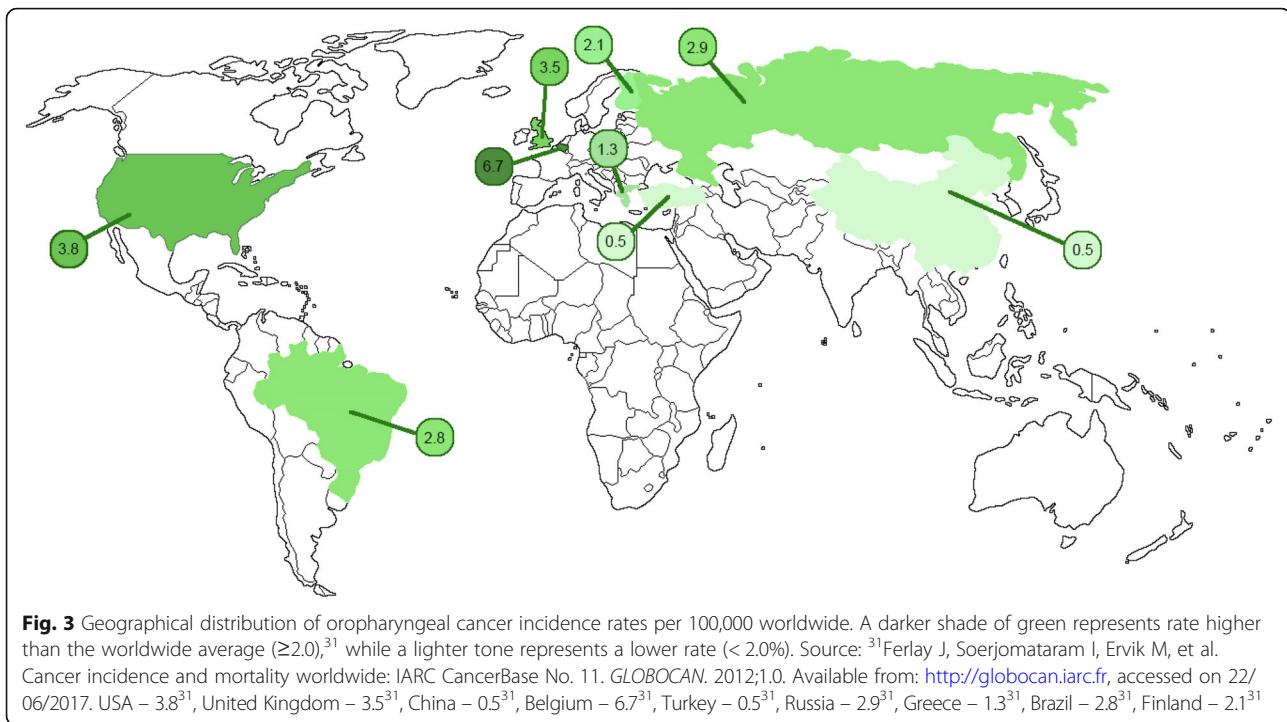 2.1
2.9
3.5
1.3
6.7
3.8
0.5
0.5
2.8
Fig. 3 Geographical distribution of oropharyngeal cancer incidence rates per 100,000 worldwide. A darker shade of green represents rate higher
than the worldwide average (≥2.0),³¹ while a lighter tone represents a lower rate (< 2.0%). Source: ³¹Ferlay J, Soerjomataram I, Ervik M, et al.
Cancer incidence and mortality worldwide: IARC CancerBase No. 11. GLOBOCAN. 2012;1.0. Available from: http://globocan.iarc.fr, accessed on 22/
06/2017. USA – 3.8³¹, United Kingdom – 3.5³¹, China – 0.5³¹, Belgium – 6.7³¹, Turkey – 0.5³¹, Russia – 2.9³¹, Greece – 1.3³¹, Brazil – 2.8³¹, Finland – 2.1³¹